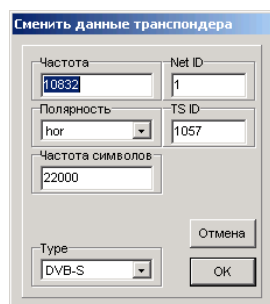 Сменить данные транспондера
Частота
Net ID
10832
1
Полярность
TS ID
hor
1057
Частота символов
22000
Отмена
Type
DVB-S
OK